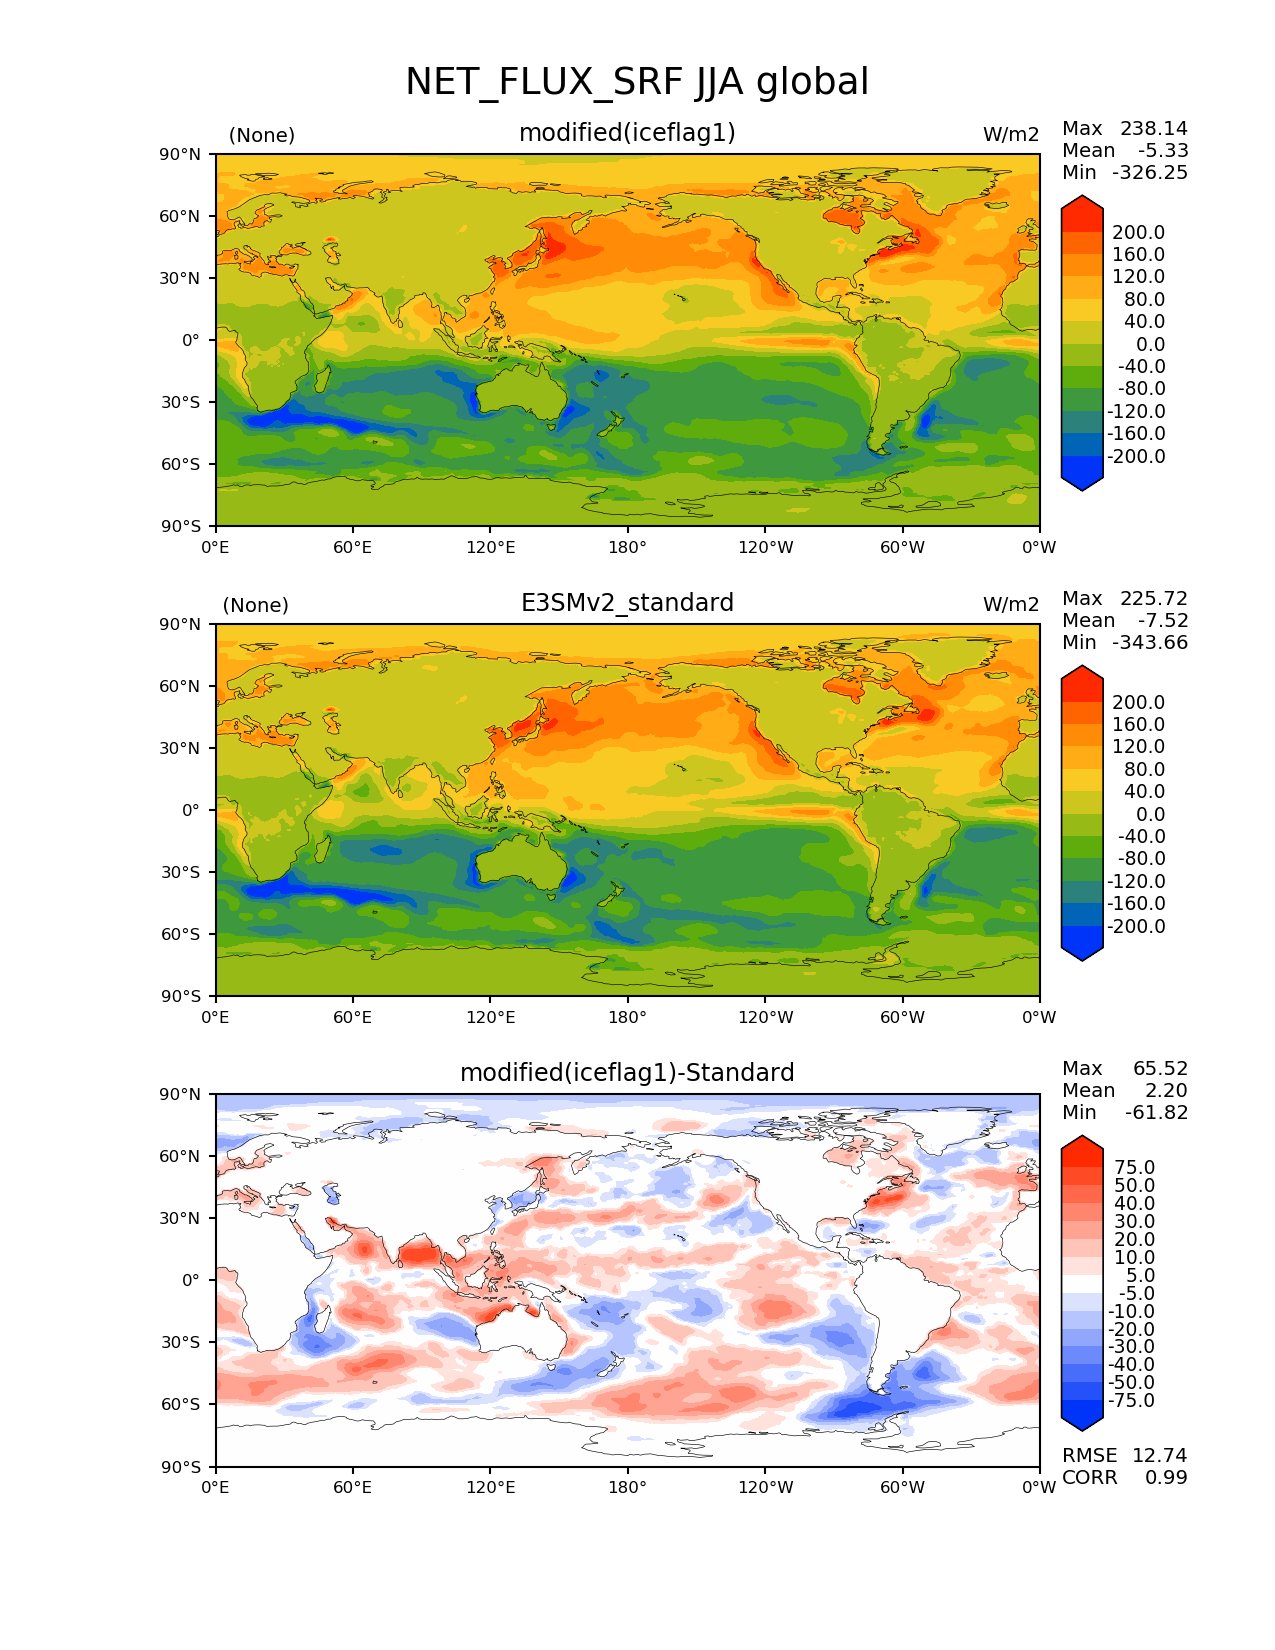 NET_FLUX_SRF JJA global
(None) modified(iceflag1) W/m2
Max 238.14
Mean -5.33
Min -326.25
90°N
60°N
30°N
0°
30°S
60°S
90°S
0°E 60°E 120°E 180° 120°W 60°W 0°W
200.0
160.0
120.0
80.0
40.0
0.0
-40.0
-80.0
-120.0
-160.0
-200.0
(None) E3SMv2_standard W/m2
Max 225.72
Mean -7.52
Min -343.66
90°N
60°N
30°N
0°
30°S
60°S
90°S
0°E 60°E 120°E 180° 120°W 60°W 0°W
200.0
160.0
120.0
80.0
40.0
0.0
-40.0
-80.0
-120.0
-160.0
-200.0
modified(iceflag1)-Standard
Max 65.52
Mean 2.20
Min -61.82
90°N
60°N
30°N
0°
30°S
60°S
90°S
0°E 60°E 120°E 180° 120°W 60°W 0°W
75.0
50.0
40.0
30.0
20.0
10.0
5.0
-5.0
-10.0
-20.0
-30.0
-40.0
-50.0
-75.0
RMSE 12.74
CORR 0.99